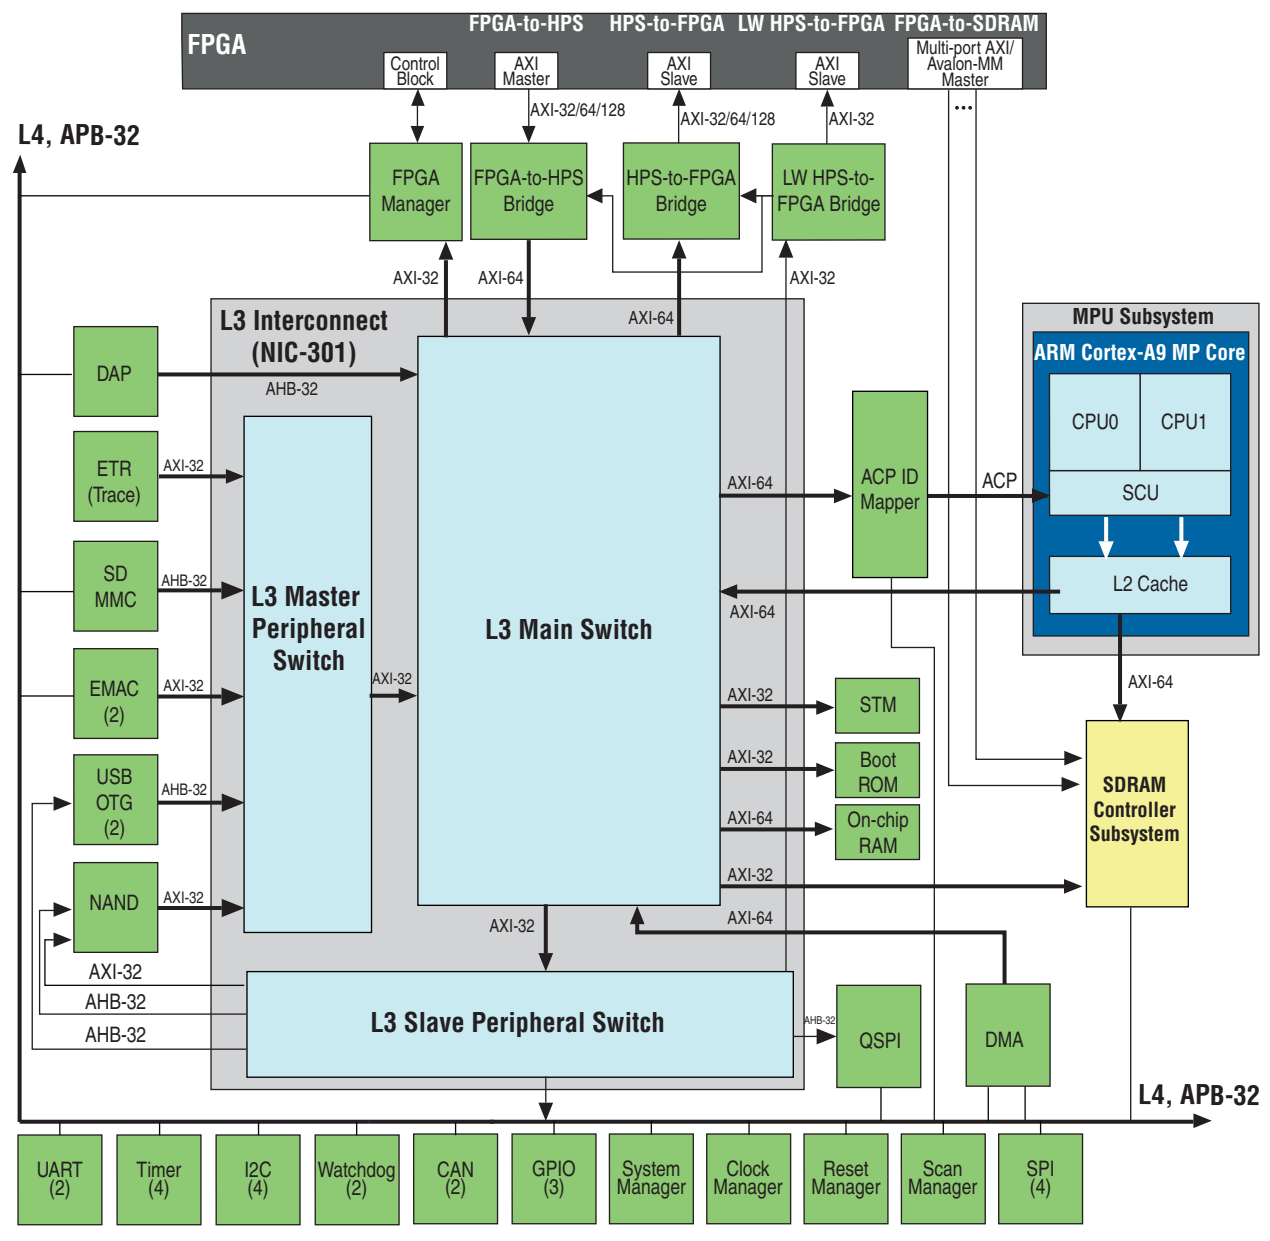 FPGA-to-HPS HPS-to-FPGA LW HPS-to-FPGA FPGA-to-SDRAM
FPGA
Control
Block
AXI
Master
AXI
Slave
AXI
Slave
Multi-port AXI/
Avalon-MM
Master
...
AXI-32/64/128
AXI-32/64/128
AXI-32
L4, APB-32
FPGA
Manager
FPGA-to-HPS
Bridge
HPS-to-FPGA
Bridge
LW HPS-to-
FPGA Bridge
AXI-32
AXI-64
AXI-64
AXI-32
L3 Interconnect
(NIC-301)
MPU Subsystem
ARM Cortex-A9 MP Core
CPU0
CPU1
SCU
L2 Cache
DAP
AHB-32
ETR
(Trace)
AXI-32
SD
MMC
AHB-32
EMAC
(2)
AXI-32
USB
OTG
(2)
AHB-32
NAND
AXI-32
L3 Master
Peripheral
Switch
AXI-32
L3 Main Switch
AXI-64
ACP ID
Mapper
ACP
AXI-64
AXI-64
AXI-32
STM
AXI-32
Boot
ROM
AXI-64
On-chip
RAM
AXI-32
SDRAM
Controller
Subsystem
AXI-64
AXI-32
AXI-32
AHB-32
AHB-32
L3 Slave Peripheral Switch
AHB-32
QSPI
DMA
L4, APB-32
UART
(2)
Timer
(4)
I2C
(4)
Watchdog
(2)
CAN
(2)
GPIO
(3)
System
Manager
Clock
Manager
Reset
Manager
Scan
Manager
SPI
(4)